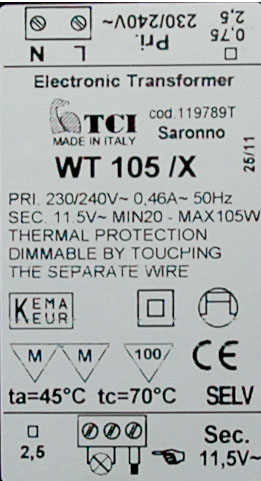 2,5
0,75
230/240V~
Pri.
N L
Electronic Transformer
TCI
cod.119789T
MADE IN ITALY
Saronno
WT 105 /X
25/11
PRI. 230/240V~ 0,46A~ 50Hz
SEC. 11.5V~ MIN20 - MAX105W
THERMAL PROTECTION
DIMMABLE BY TOUCHING
THE SEPARATE WIRE
KEMA
KEUR
M M 100 CE
ta=45°C tc=70°C SELV
2,5
Sec.
11,5V~